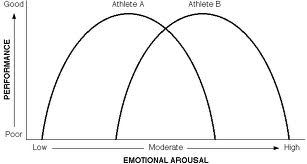 Good
Athlete A
Athlete B
PERFORMANCE
Poor
Low
Moderate
High
EMOTIONAL AROUSAL